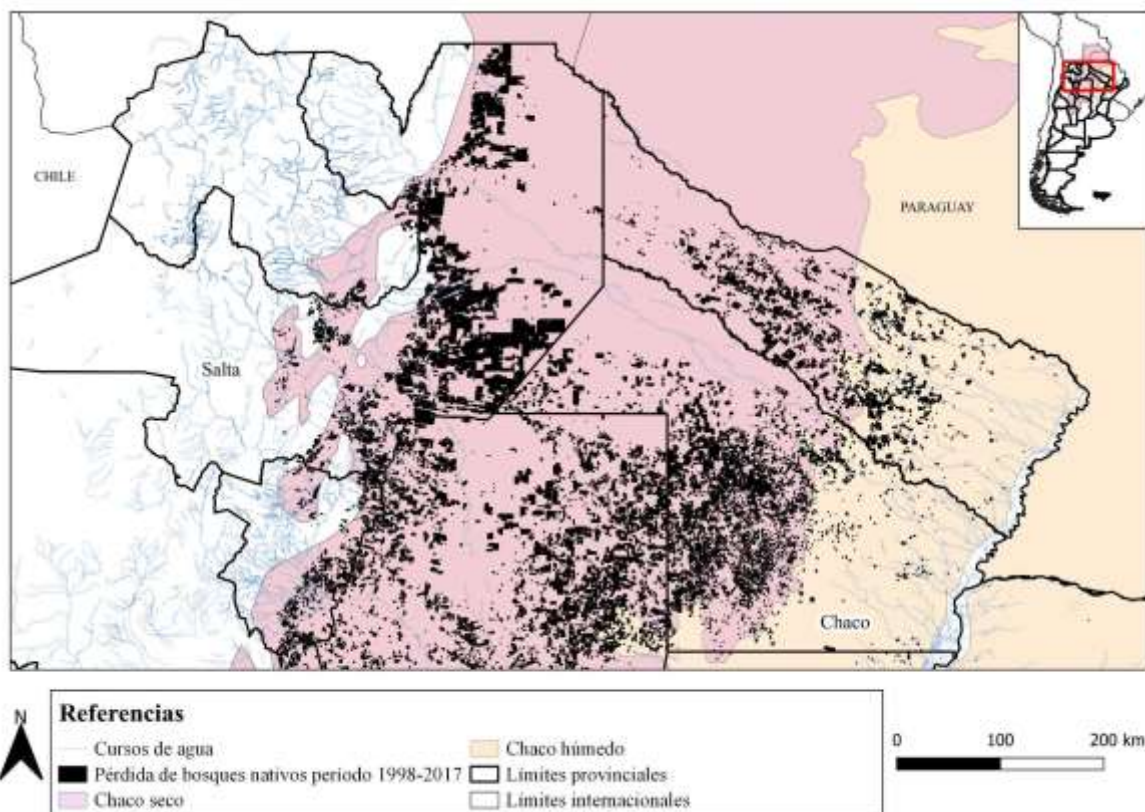 CHILE
PARAGUAY
Salta
Chaco
N
Referencias
Cursos de agua
Pérdida de bosques nativos período 1998-2017
Chaco seco
Chaco húmedo
Límites provinciales
Límites internacionales
0 100 200 km